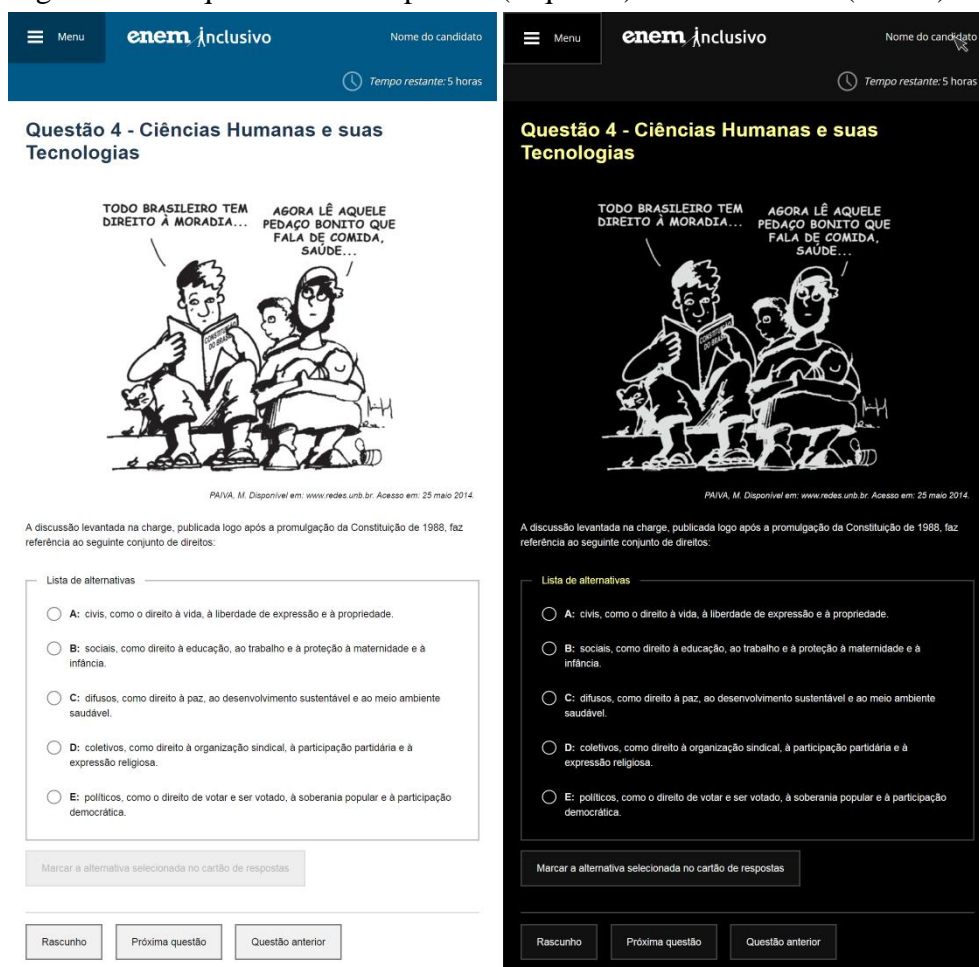 Menu
enem inclusivo
Nome do candidato
Tempo restante: 5 horas
Questão 4 - Ciências Humanas e suas
Tecnologias
TODO BRASILEIRO TEM
DIREITO À MORADIA...
AGORA LÊ AQUELE
PEDAÇO BONITO QUE
FALA DE COMIDA,
SAÚDE...
CONSTITUIÇÃO
DO BRASIL
PAIVA, M. Disponível em: www.redes.unb.br. Acesso em: 25 maio 2014.
A discussão levantada na charge, publicada logo após a promulgação da Constituição de 1988, faz
referência ao seguinte conjunto de direitos:
Lista de alternativas
A: civis, como o direito à vida, à liberdade de expressão e à propriedade.
B: sociais, como direito à educação, ao trabalho e à proteção à maternidade e à
infância.
C: difusos, como direito à paz, ao desenvolvimento sustentável e ao meio ambiente
saudável.
D: coletivos, como direito à organização sindical, à participação partidária e à
expressão religiosa.
E: políticos, como o direito de votar e ser votado, à soberania popular e à participação
democrática.
Marcar a alternativa selecionada no cartão de respostas
Rascunho
Próxima questão
Questão anterior
Menu
enem inclusivo
Nome do candidato
Tempo restante: 5 horas
Questão 4 - Ciências Humanas e suas
Tecnologias
TODO BRASILEIRO TEM
DIREITO À MORADIA...
AGORA LÊ AQUELE
PEDAÇO BONITO QUE
FALA DE COMIDA,
SAÚDE...
CONSTITUIÇÃO
DO BRASIL
PAIVA, M. Disponível em: www.redes.unb.br. Acesso em: 25 maio 2014.
A discussão levantada na charge, publicada logo após a promulgação da Constituição de 1988, faz
referência ao seguinte conjunto de direitos:
Lista de alternativas
A: civis, como o direito à vida, à liberdade de expressão e à propriedade.
B: sociais, como direito à educação, ao trabalho e à proteção à maternidade e à
infância.
C: difusos, como direito à paz, ao desenvolvimento sustentável e ao meio ambiente
saudável.
D: coletivos, como direito à organização sindical, à participação partidária e à
expressão religiosa.
E: políticos, como o direito de votar e ser votado, à soberania popular e à participação
democrática.
Marcar a alternativa selecionada no cartão de respostas
Rascunho
Próxima questão
Questão anterior